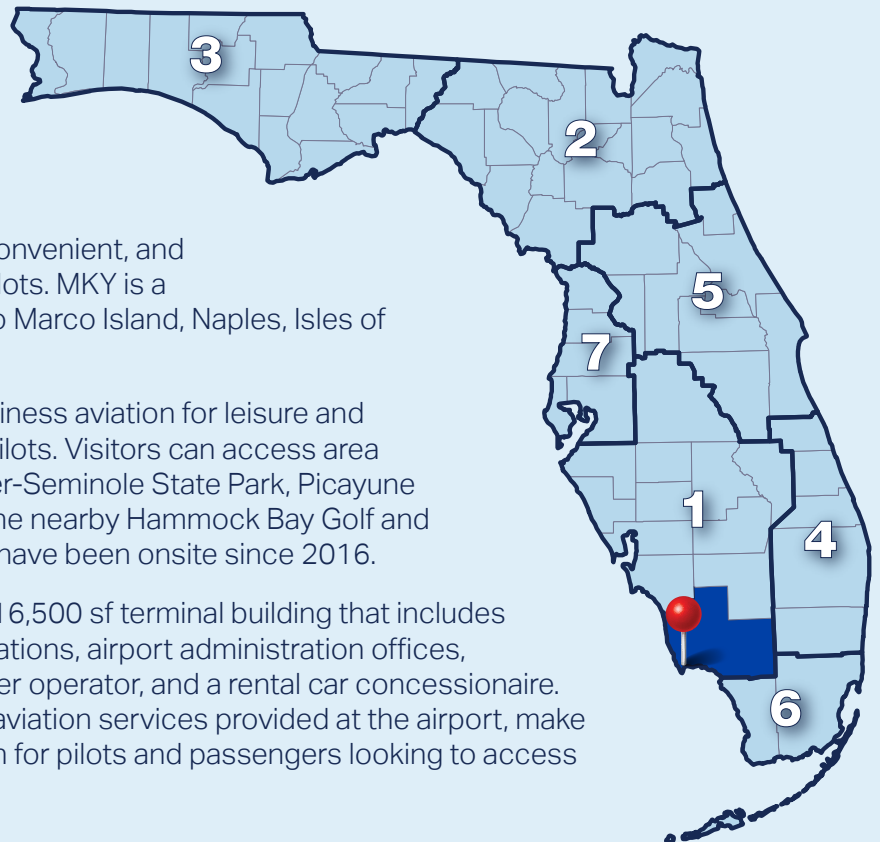 3
2
onvenient, and
lots. MKY is a
o Marco Island, Naples, Isles of
5
7
iness aviation for leisure and
ilots. Visitors can access area
er-Seminole State Park, Picayune
ne nearby Hammock Bay Golf and
have been onsite since 2016.
1
4
16,500 sf terminal building that includes
ations, airport administration offices,
er operator, and a rental car concessionaire.
aviation services provided at the airport, make
n for pilots and passengers looking to access
6